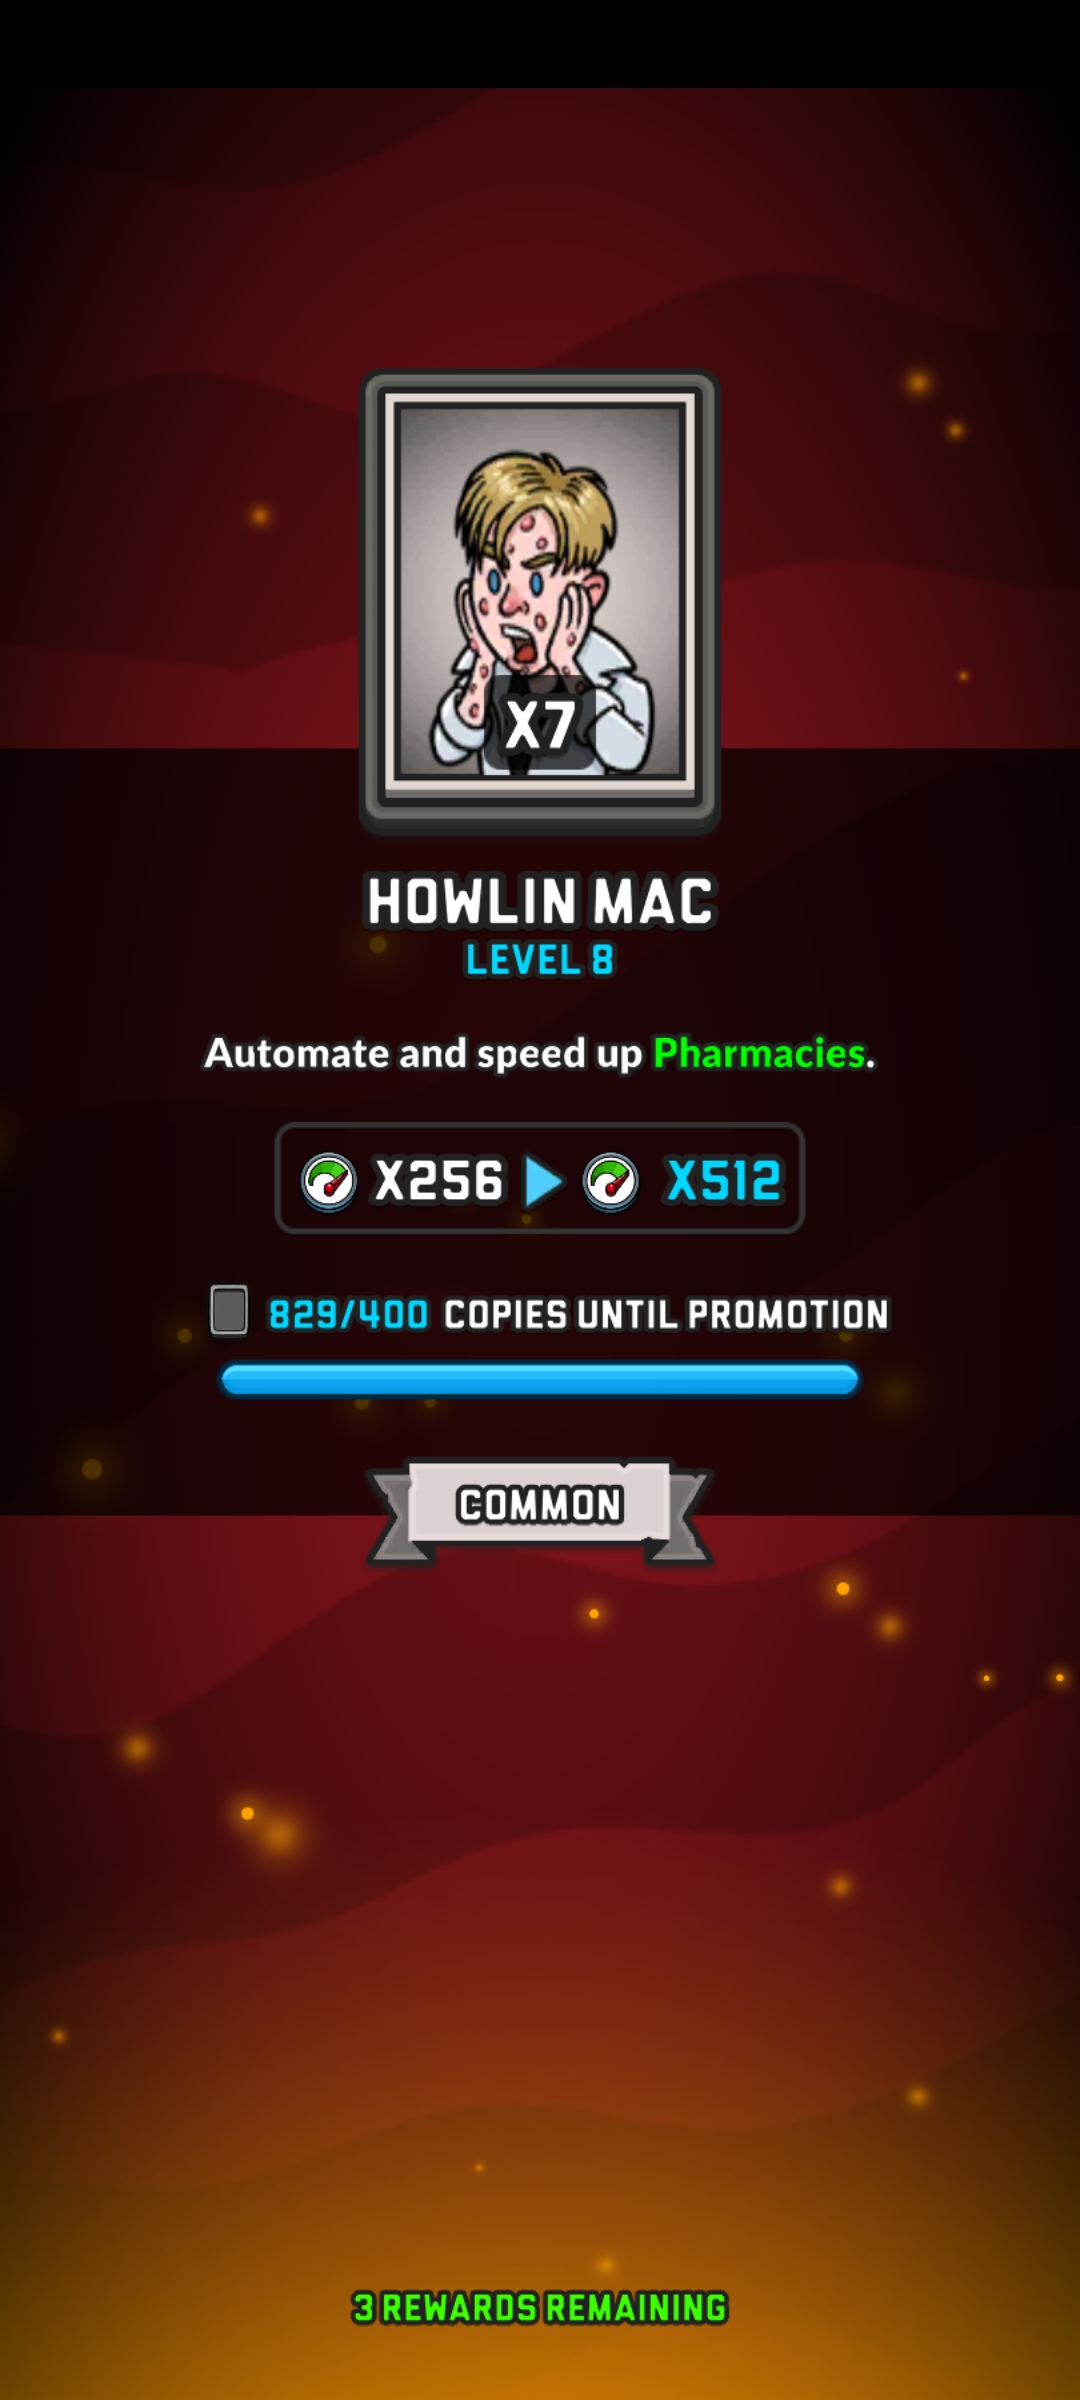 X7
HOWLIN MAC
LEVEL 8
Automate and speed up Pharmacies.
X256 X512
829/400 COPIES UNTIL PROMOTION
COMMON
3 REWARDS REMAINING